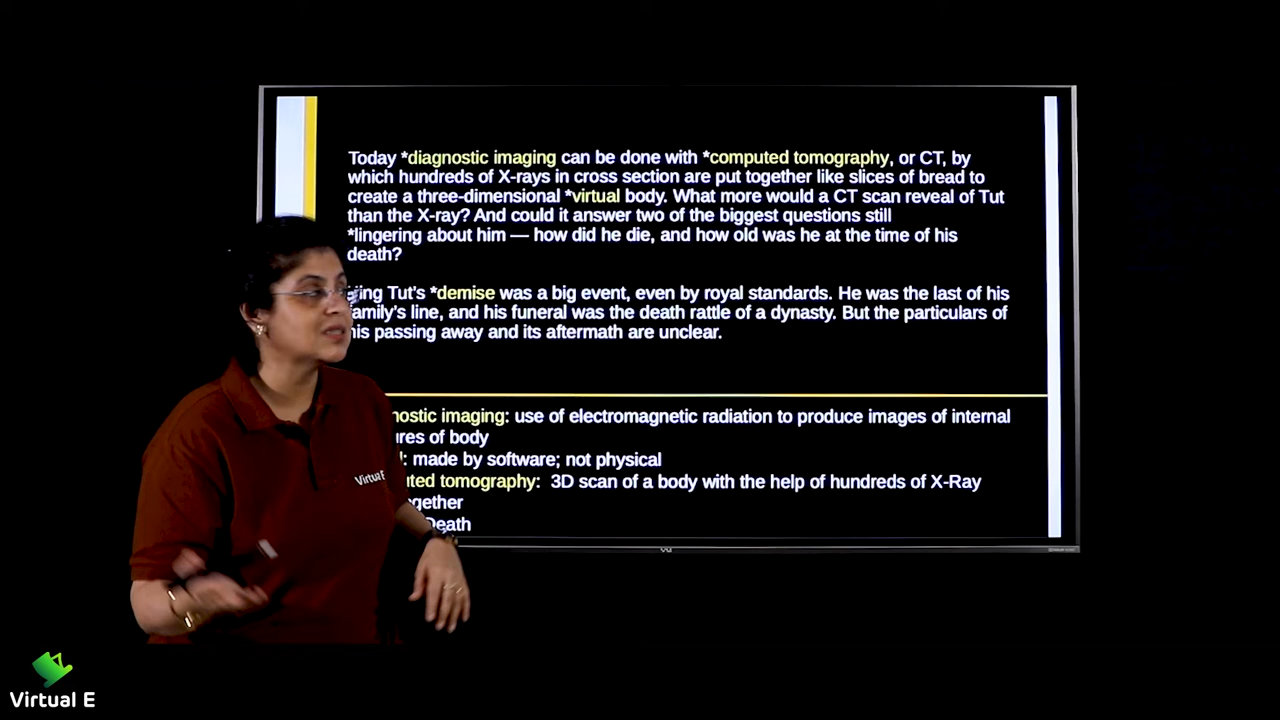 Today *diagnostic imaging can be done with *computed tomography, or CT, by
which hundreds of X-rays in cross section are put together like slices of bread to
create a three-dimensional *virtual body. What more would a CT scan reveal of Tut
than the X-ray? And could it answer two of the biggest questions still
*lingering about him — how did he die, and how old was he at the time of his
death?
ing Tut's *demise was a big event, even by royal standards. He was the last of his
family's line, and his funeral was the death rattle of a dynasty. But the particulars of
his passing away and its aftermath are unclear.
nostic imaging: use of electromagnetic radiation to produce images of internal
ures of body
: made by software; not physical
uted tomography: 3D scan of a body with the help of hundreds of X-Ray
ogether
Death
Virtual E
VU
Virtual E